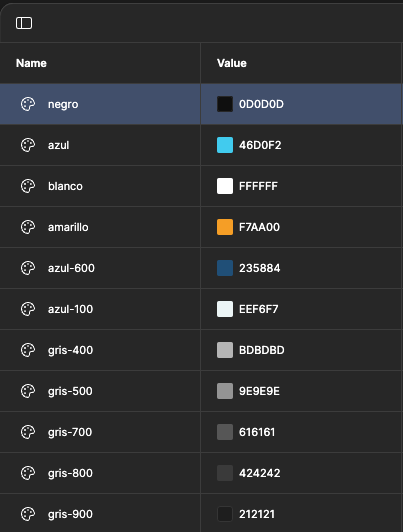 Name Value
negro 0D0D0D
azul 46D0F2
blanco FFFFFF
amarillo F7AA00
azul-600 235884
azul-100 EEF6F7
gris-400 BDBDBD
gris-500 9E9E9E
gris-700 616161
gris-800 424242
gris-900 212121